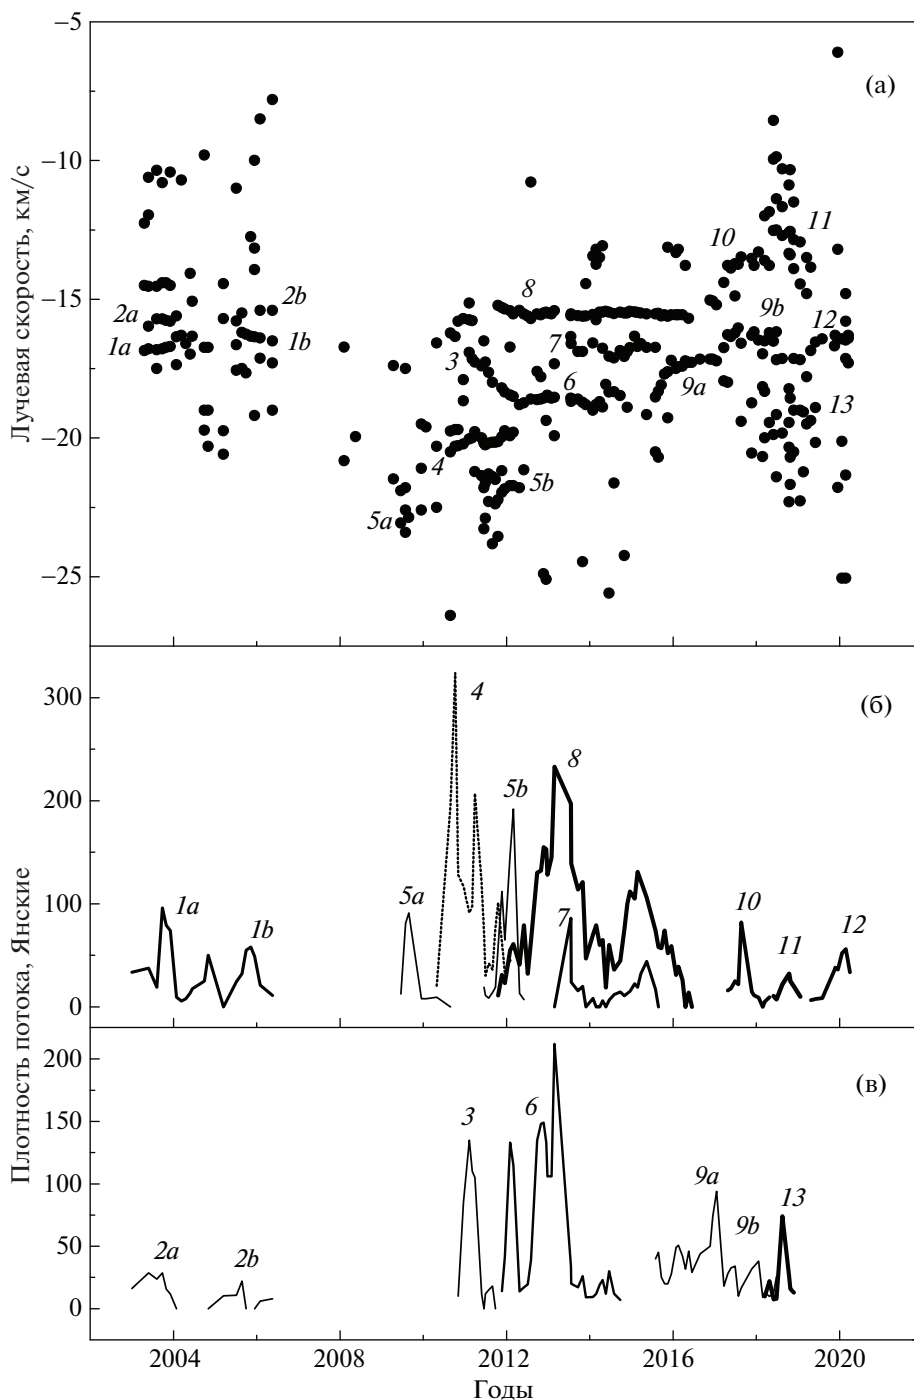 −5
(а)
−10
11
10
−15
8
2a
2b
9b
12
1a
1b
7
3
6
9a
13
−20
4
5b
5a
−25
Лучевая скорость, км/с
300
4
(б)
8
200
5b
100
1a
5a
7
10
1b
11
12
0
Плотность потока, Янские
200
(в)
150
3
6
100
9a
13
50
2a
2b
9b
0
2004
2008
2012
2016
2020
Годы